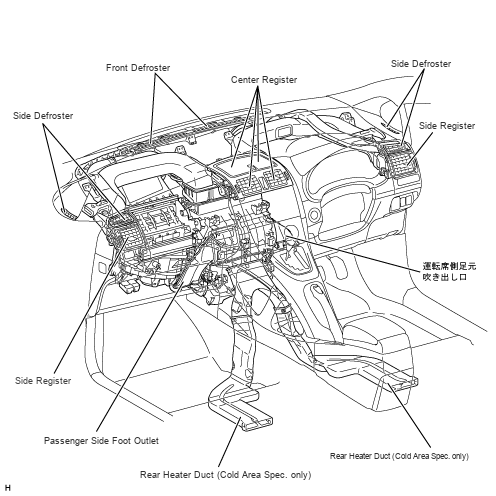 Side Defroster
Front Defroster
Center Register
Side Defroster
Side Register
運転席側足元
吹き出し口
Side Register
Passenger Side Foot Outlet
Rear Heater Duct (Cold Area Spec. only)
Rear Heater Duct (Cold Area Spec. only)
H